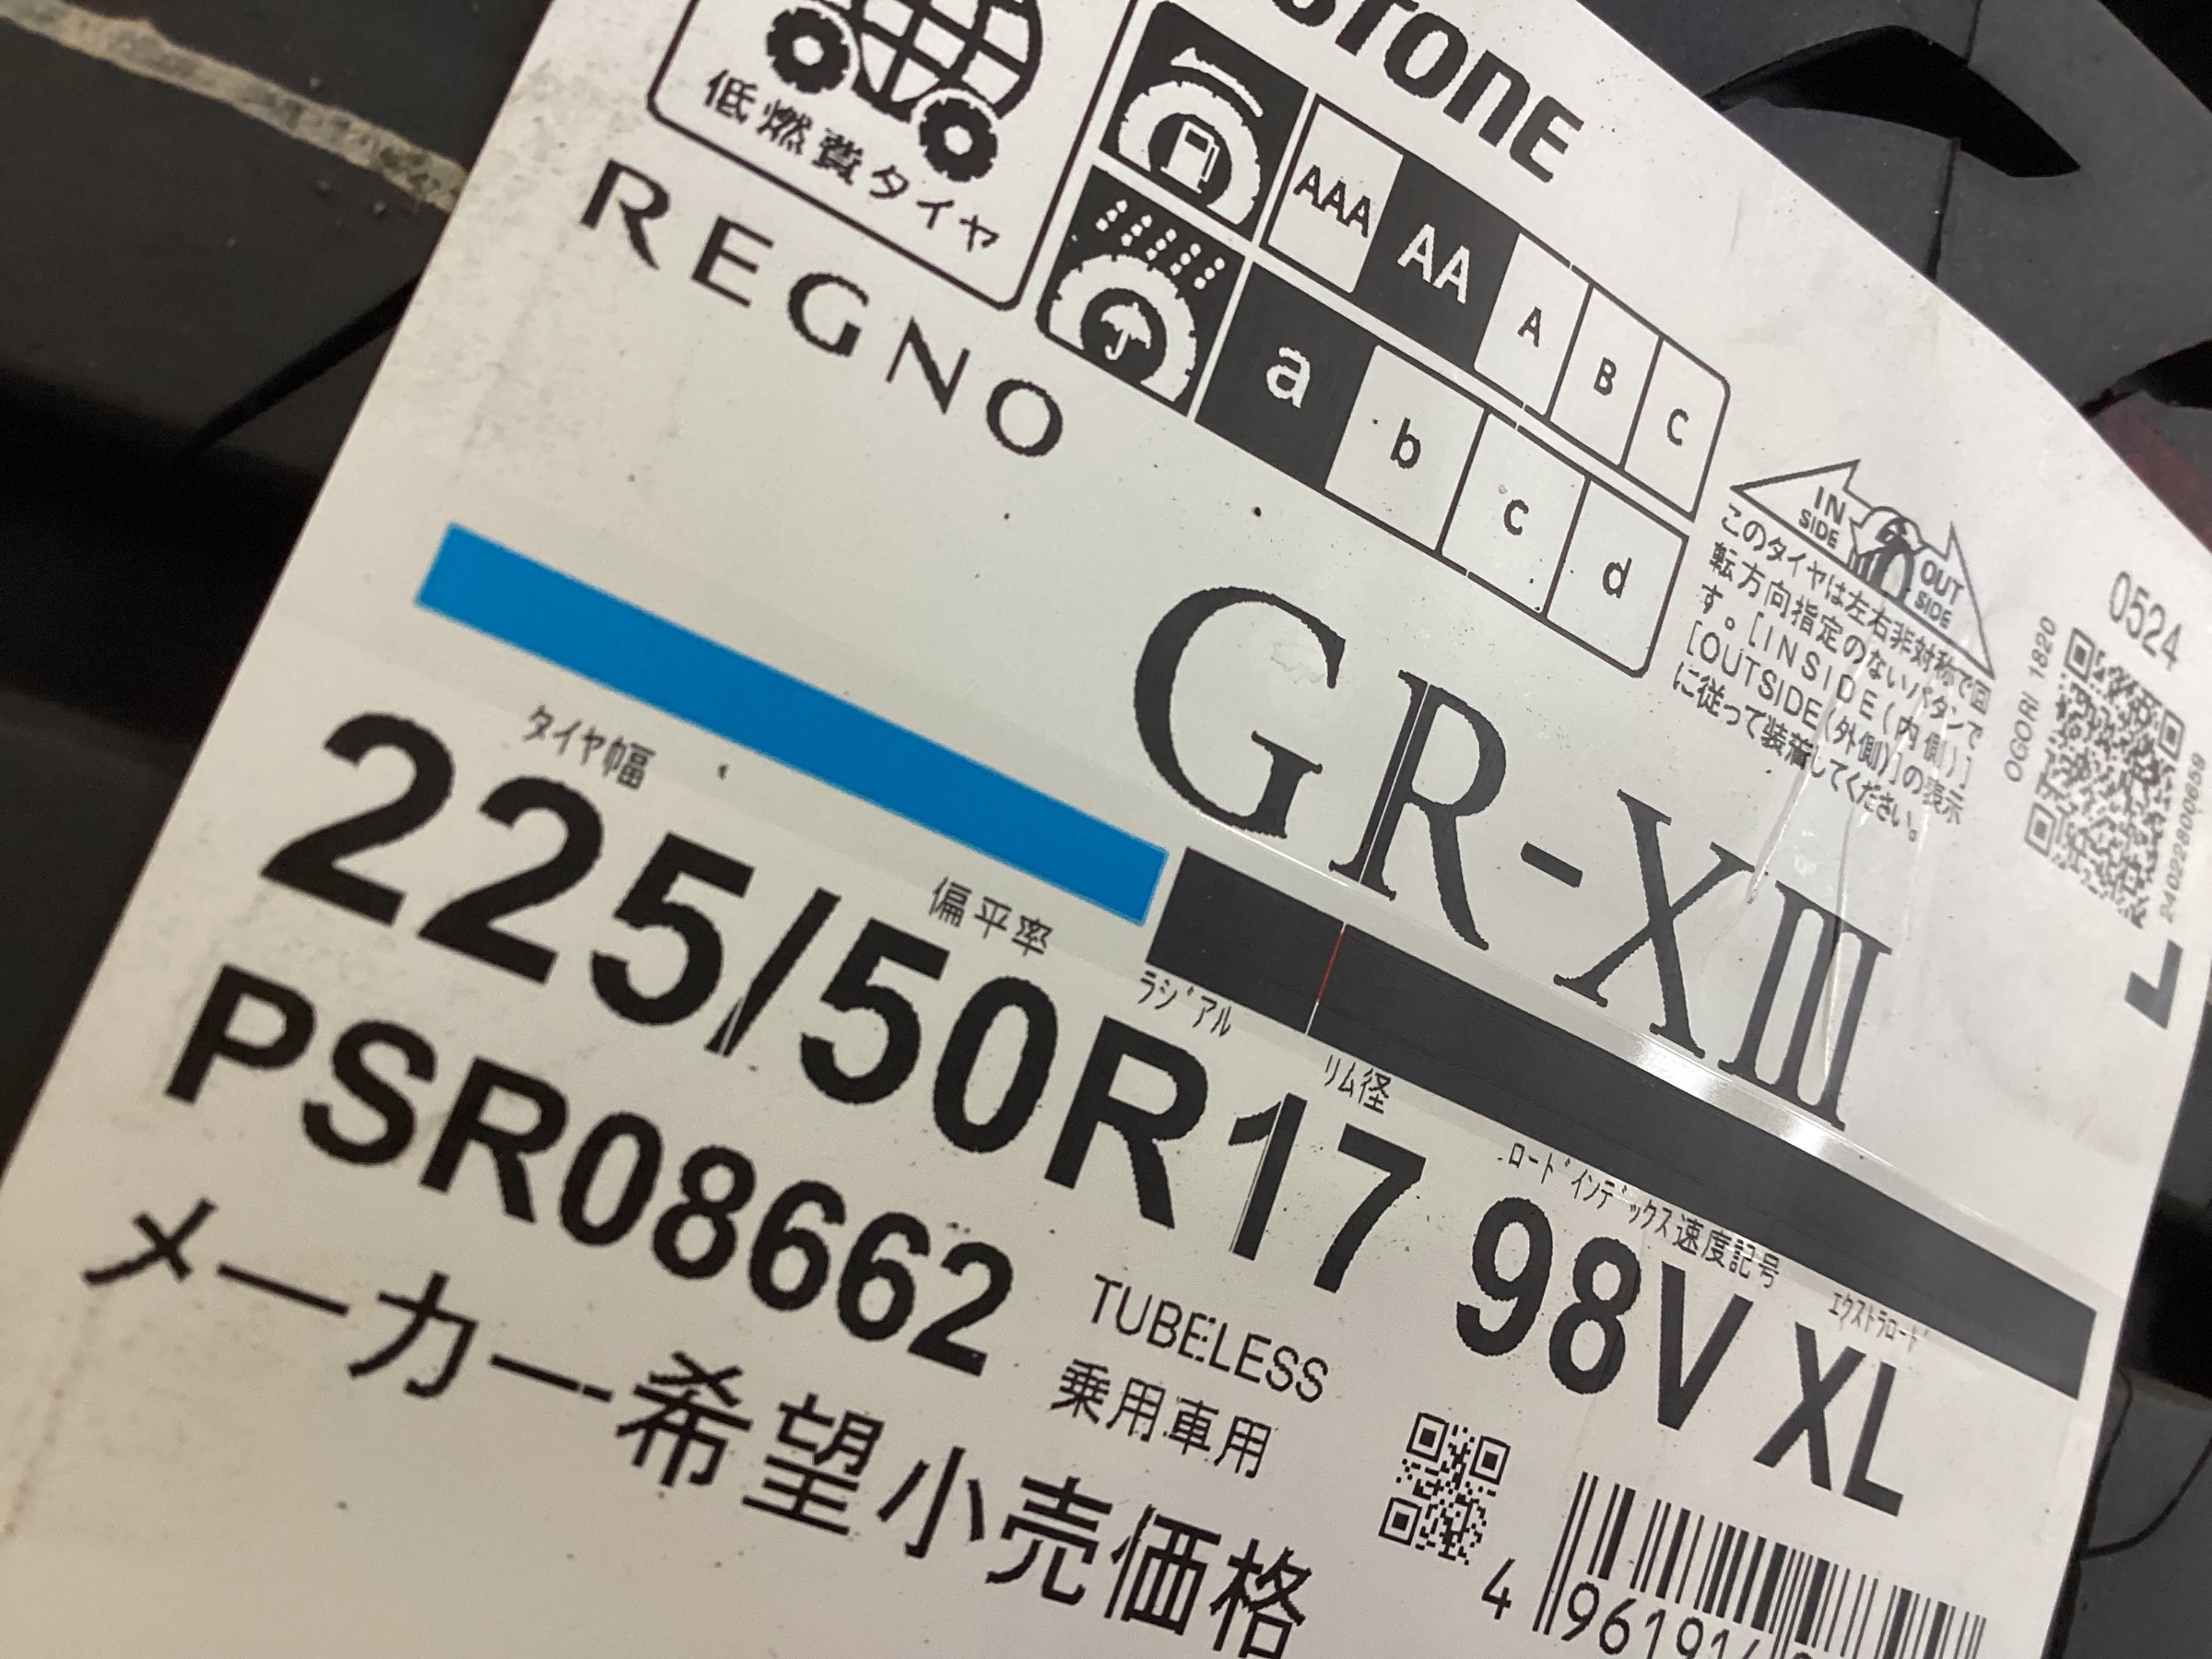 STONE
低燃費タイヤ
AAA AA A B C
a b c d
REGNO
IN SIDE OUT SIDE
このタイヤは左右非対称で回
転方向指定のないパタンで
す。[INSIDE(内側)]
[OUTSIDE(外側)]の表示
に従って装着してください。
0524
OGORI 1820
24022800658
GR-XIII
タイヤ幅 偏平率 ラジアル リム径 ロードインデックス速度記号 エクストラロード
225/50R17 98V XL
PSR08662
TUBELESS
乗用車用
メーカー希望小売価格
4 961914